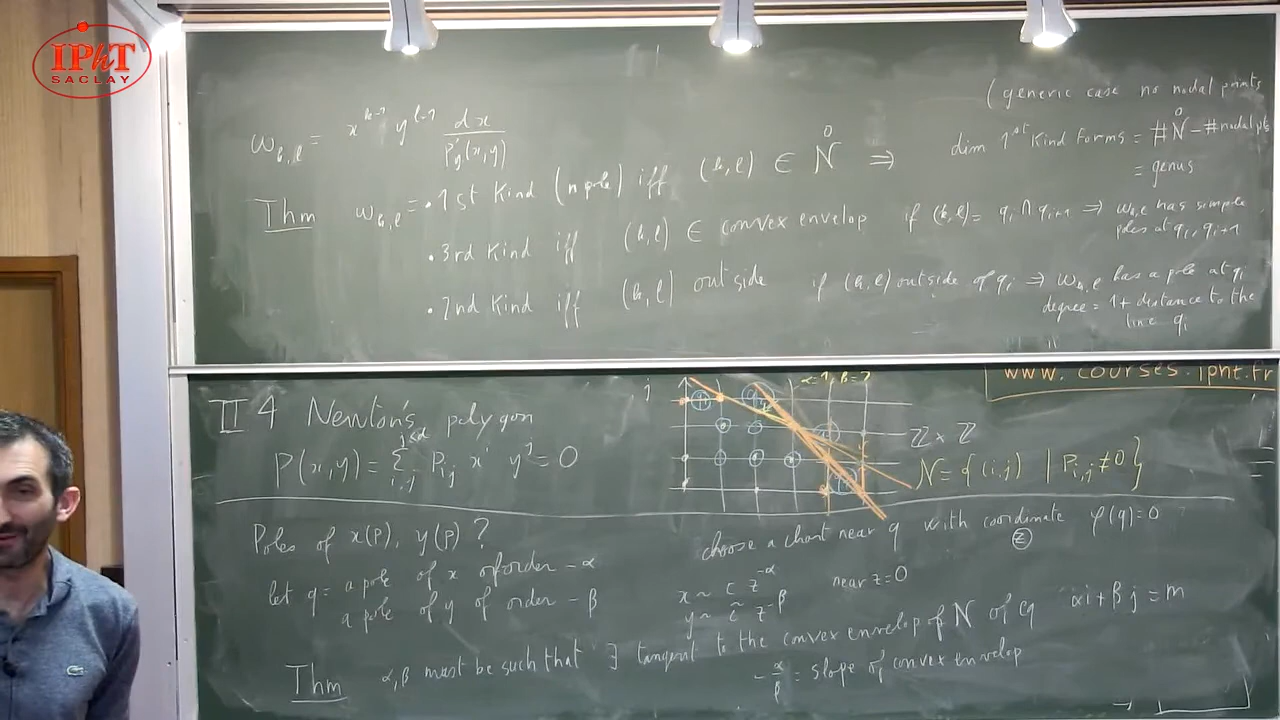 IPhT
SACLAY
(generic case no nodal points
ω_{k,l} = x^{k-1} y^{l-1} dx / P'_y(x,y)
Thm ω_{k,l} = • 1st Kind (no pole) iff (k,l) ∈ N̊ ⇒ dim 1st Kind Forms = #N̊ - #nodal pts
= genus
• 3rd Kind iff (k,l) ∈ convex envelop if (k,l) = q_i ∩ q_{i+1} ⇒ ω_{k,l} has simple
poles at q_i, q_{i+1}
• 2nd Kind iff (k,l) outside if (k,l) outside of q_i ⇒ ω_{k,l} has a pole at q_i
degree = 1 + distance to the
line q_i
www.courses.ipht.fr
II 4 Newton's polygon
j
P(x,y) = Σ_{i,j}^{j≤d} P_{i,j} x^i y^j = 0
Z × Z
N = {(i,j) | P_{i,j} ≠ 0}
Poles of x(p), y(p) ?
let q = a pole of x of order -α
a pole of y of order -β
choose a chart near q with coordinate φ(q)=0
z
x ~ c z^{-α} near z=0
y ~ c̃ z^{-β}
Thm α,β must be such that ∃ tangent to the convex envelop of N of eq αi + βj = m
-α/β = slope of convex envelop